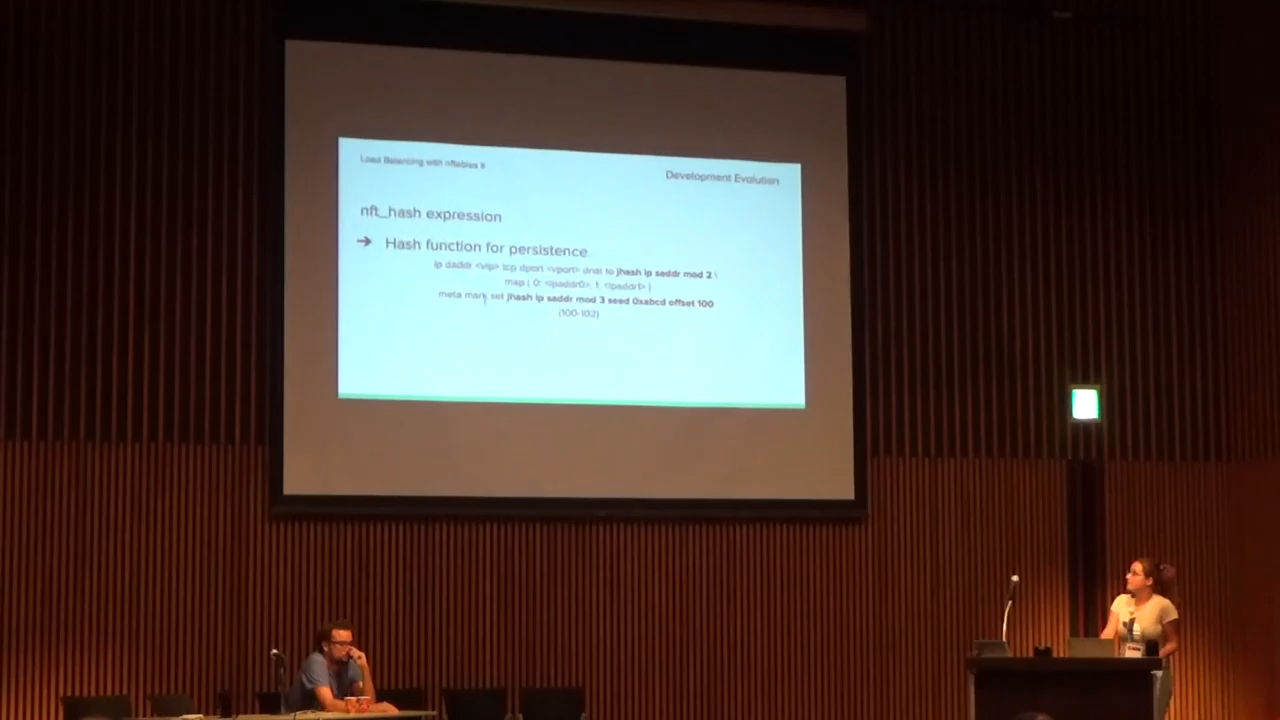 Load Balancing with nftables 9
Development Evolution
nft_hash expression
➔ Hash function for persistence
ip daddr <vip> tcp dport <vport> dnat to jhash ip saddr mod 2 \
map { 0: <ipaddr0>, 1: <ipaddr1> }
meta mark set jhash ip saddr mod 3 seed 0xabcd offset 100
(100-102)